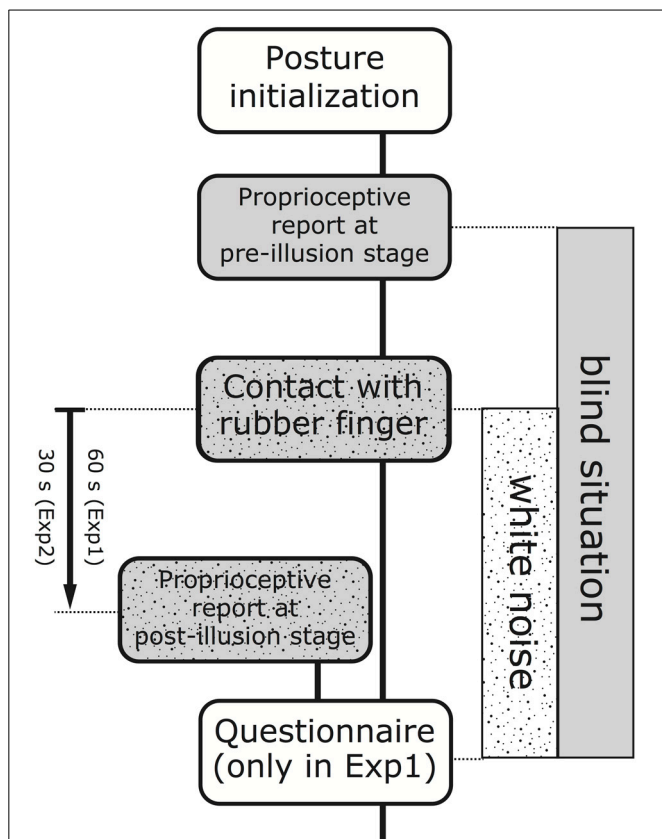 Posture
initialization
Proprioceptive
report at
pre-illusion stage
Contact with
rubber finger
60 s (Exp1)
30 s (Exp2)
Proprioceptive
report at
post-illusion stage
Questionnaire
(only in Exp1)
white noise
blind situation